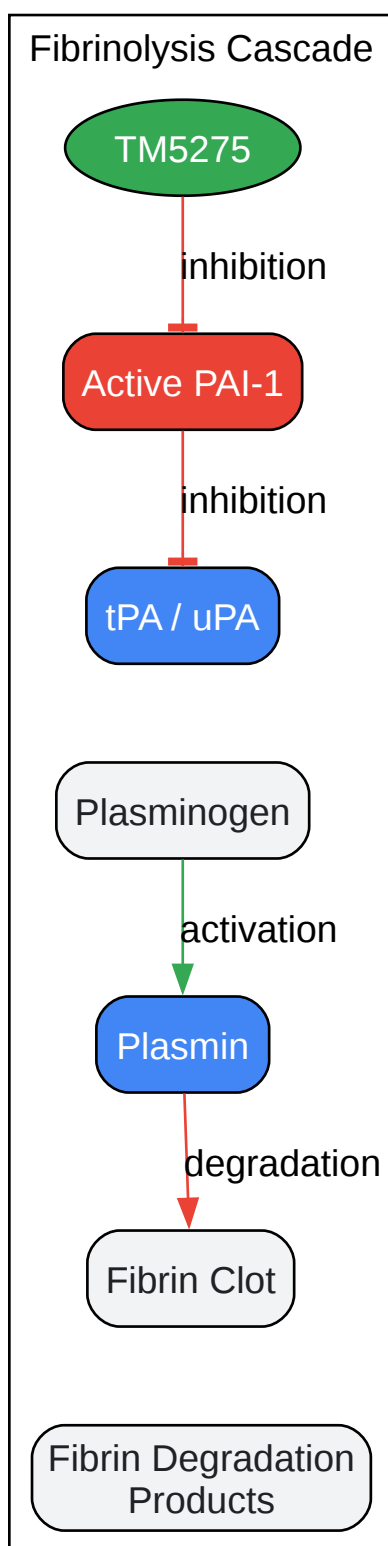 Fibrinolysis Cascade
TM5275
inhibition
Active PAI-1
inhibition
tPA / uPA
Plasminogen
activation
Plasmin
degradation
Fibrin Clot
Fibrin Degradation
Products